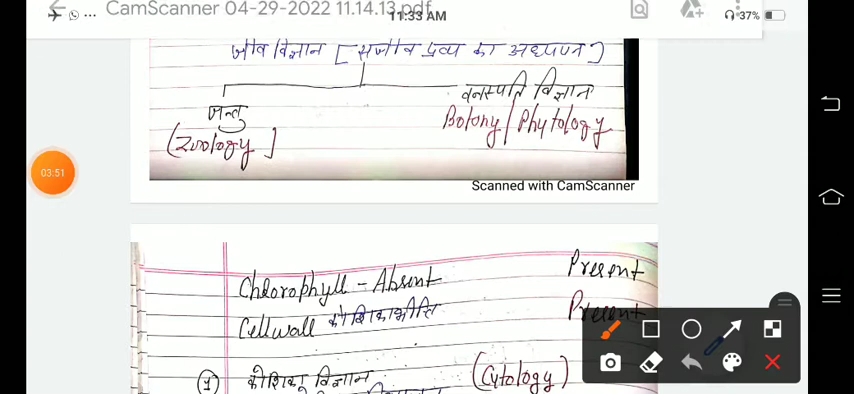 CamScanner 04-29-2022 11.14.13.pdf
11:33 AM
37%
जीव विज्ञान [सजीव द्रव्य का अध्ययन]
वनस्पति विज्ञान
जन्तु
Botony/Phytology
(Zoology]
Scanned with CamScanner
03:51
Chlorophyll - Absent Present
Cellwall कोशिकाभीत्ति Present
① कोशिका विज्ञान (Cytology)